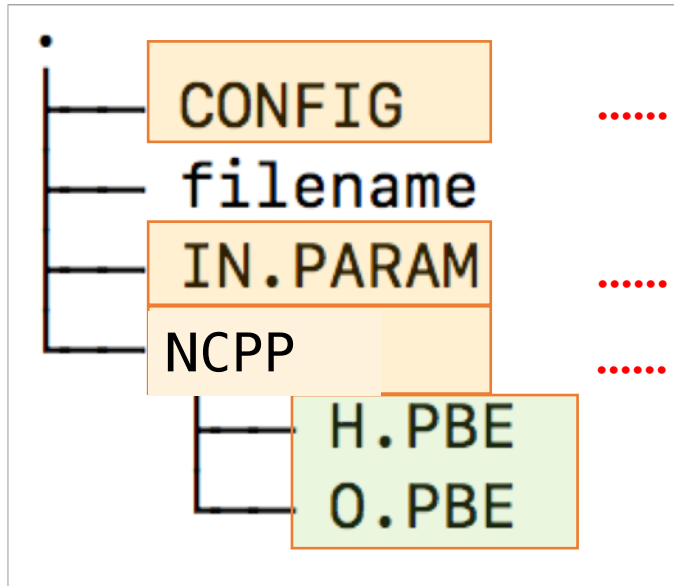 .
CONFIG ......
filename
IN.PARAM ......
NCPP ......
H.PBE
O.PBE